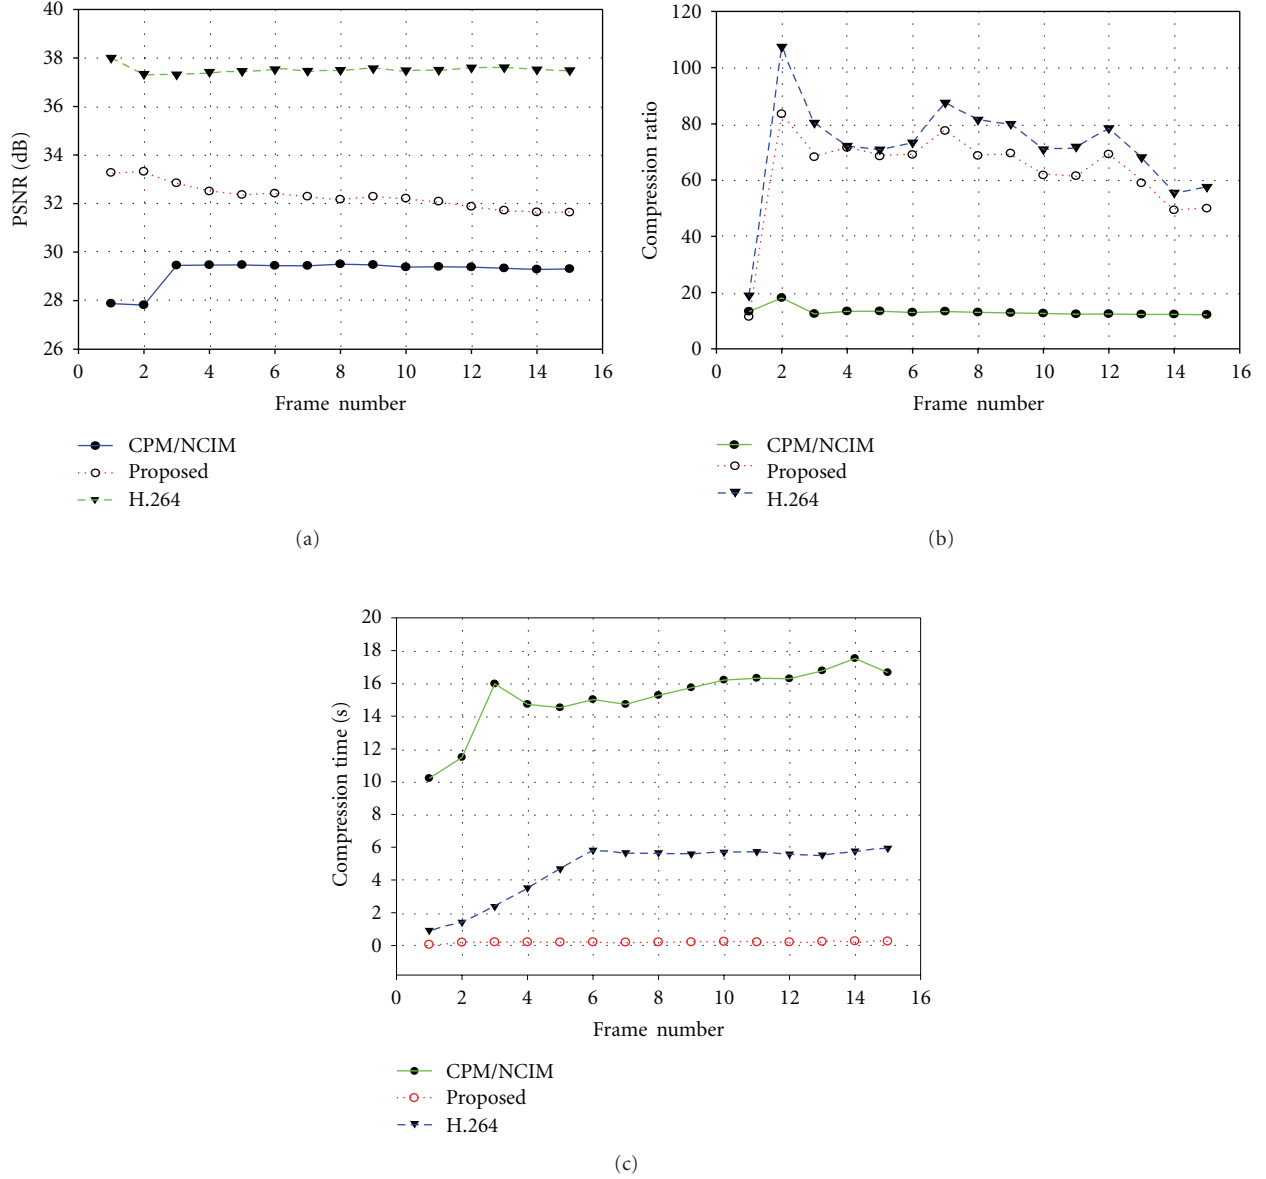 40
38
36
34
32
30
28
26
PSNR (dB)
0 2 4 6 8 10 12 14 16
Frame number
CPM/NCIM
Proposed
H.264
(a)
120
100
80
60
40
20
0
Compression ratio
0 2 4 6 8 10 12 14 16
Frame number
CPM/NCIM
Proposed
H.264
(b)
20
18
16
14
12
10
8
6
4
2
0
Compression time (s)
0 2 4 6 8 10 12 14 16
Frame number
CPM/NCIM
Proposed
H.264
(c)